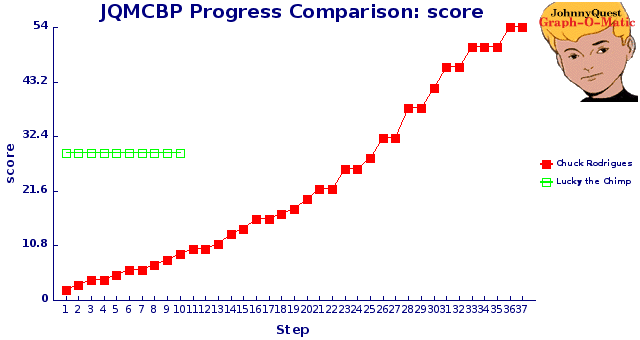 JQMCBP Progress Comparison: score
JohnnyQuest
Graph-O-Matic
54
43.2
32.4
21.6
10.8
0
score
Chuck Rodrigues
Lucky the Chimp
1 2 3 4 5 6 7 8 9 10 11 12 13 14 15 16 17 18 19 20 21 22 23 24 25 26 27 28 29 30 31 32 33 34 35 36 37
Step